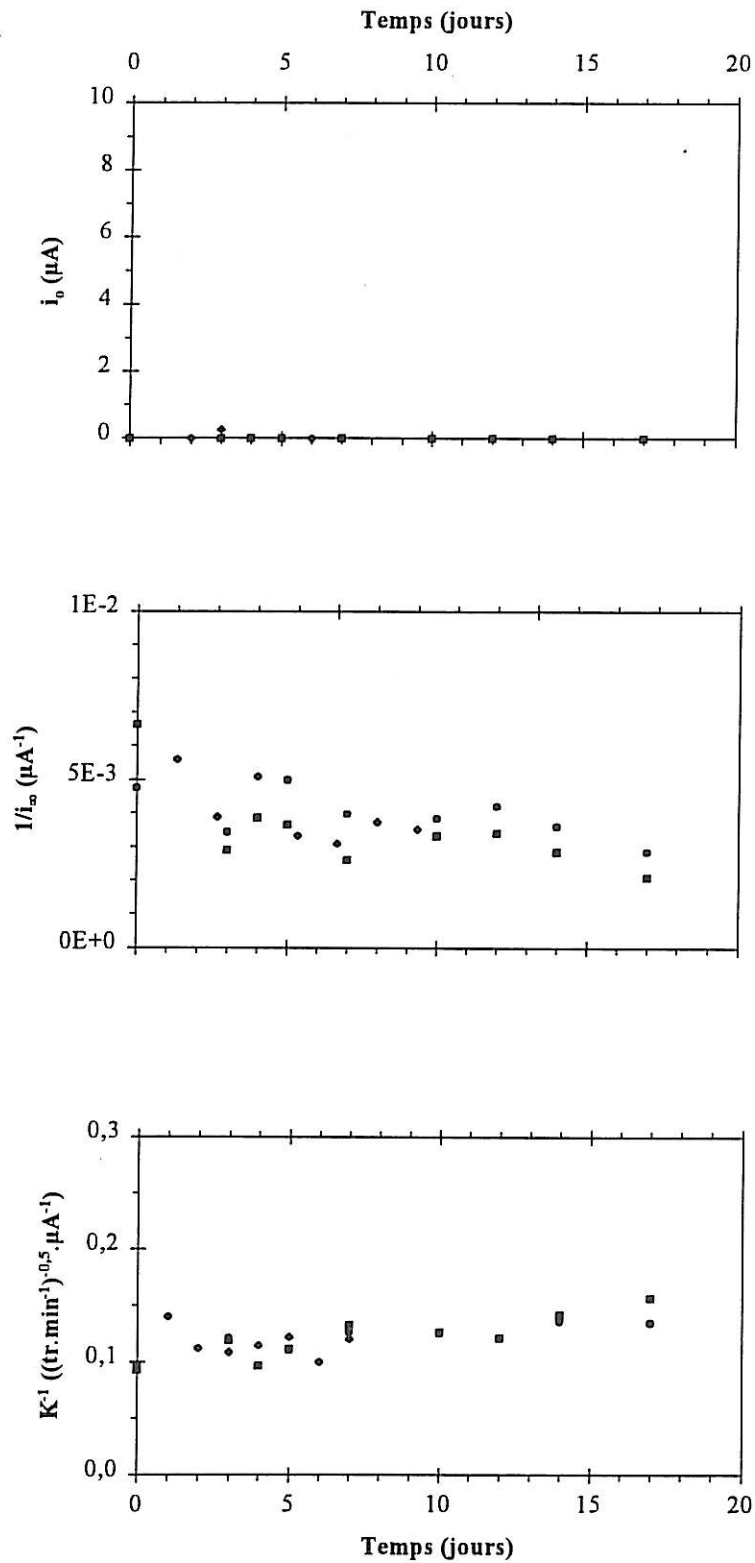 Temps (jours)
0 5 10 15 20
10
8
6
4
2
0
i₀ (µA)
1E-2
5E-3
0E+0
1/i∞ (µA⁻¹)
0,3
0,2
0,1
0,0
K⁻¹ ((tr.min⁻¹)⁻⁰,⁵.µA⁻¹)
0 5 10 15 20
Temps (jours)